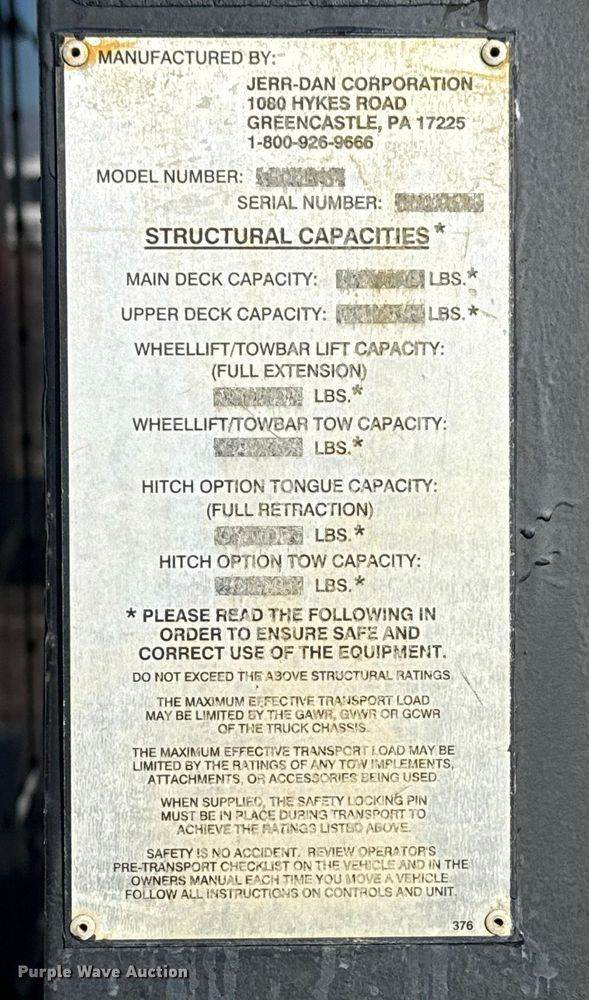 MANUFACTURED BY:
JERR-DAN CORPORATION
1080 HYKES ROAD
GREENCASTLE, PA 17225
1-800-926-9666
MODEL NUMBER:
SERIAL NUMBER:
STRUCTURAL CAPACITIES*
MAIN DECK CAPACITY: LBS.*
UPPER DECK CAPACITY: LBS.*
WHEELLIFT/TOWBAR LIFT CAPACITY:
(FULL EXTENSION)
LBS.*
WHEELLIFT/TOWBAR TOW CAPACITY:
LBS.*
HITCH OPTION TONGUE CAPACITY:
(FULL RETRACTION)
LBS.*
HITCH OPTION TOW CAPACITY:
LBS.*
* PLEASE READ THE FOLLOWING IN
ORDER TO ENSURE SAFE AND
CORRECT USE OF THE EQUIPMENT.
DO NOT EXCEED THE ABOVE STRUCTURAL RATINGS
THE MAXIMUM EFFECTIVE TRANSPORT LOAD
MAY BE LIMITED BY THE GAWR, GVWR OR GCWR
OF THE TRUCK CHASSIS.
THE MAXIMUM EFFECTIVE TRANSPORT LOAD MAY BE
LIMITED BY THE RATINGS OF ANY TOW IMPLEMENTS,
ATTACHMENTS, OR ACCESSORIES BEING USED.
WHEN SUPPLIED, THE SAFETY LOCKING PIN
MUST BE IN PLACE DURING TRANSPORT TO
ACHIEVE THE RATINGS LISTED ABOVE.
SAFETY IS NO ACCIDENT. REVIEW OPERATOR'S
PRE-TRANSPORT CHECKLIST ON THE VEHICLE AND IN THE
OWNERS MANUAL EACH TIME YOU MOVE A VEHICLE.
FOLLOW ALL INSTRUCTIONS ON CONTROLS AND UNIT.
376
Purple Wave Auction